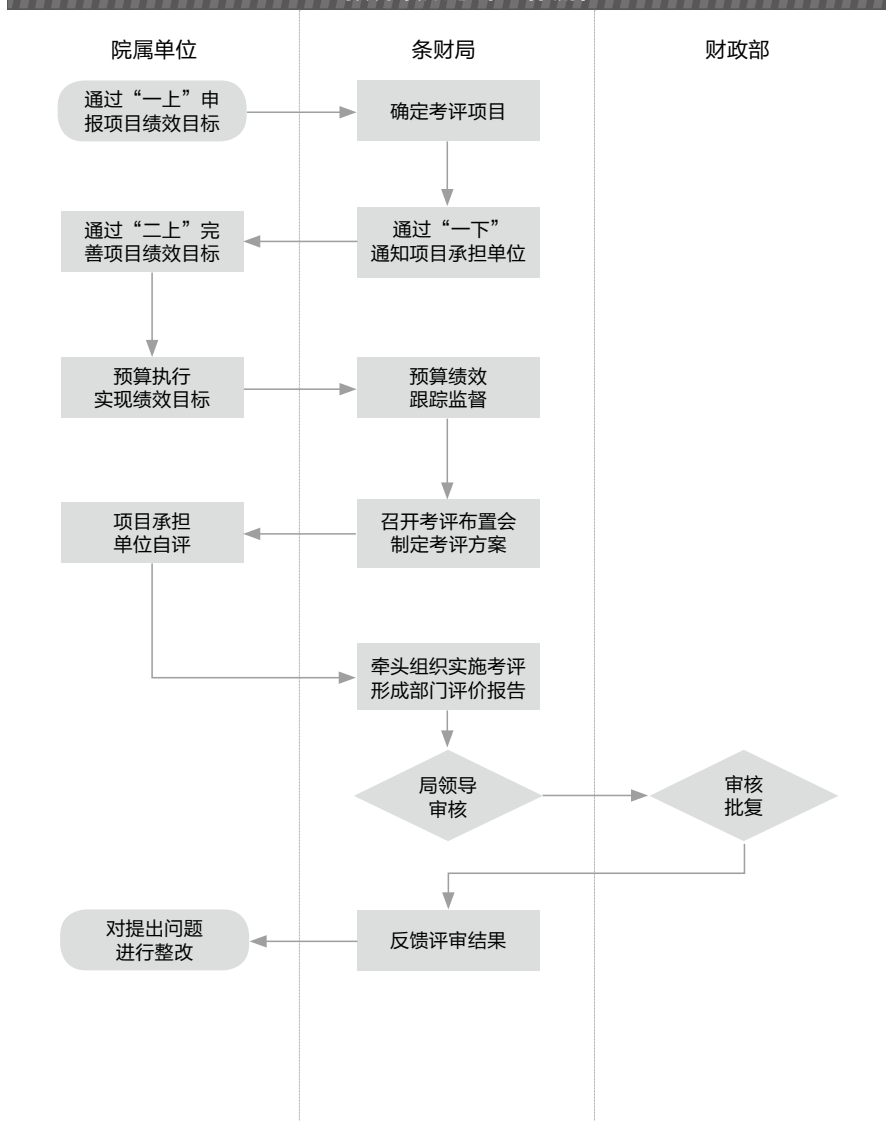 院属单位
条财局
财政部
通过“一上”申
报项目绩效目标
确定考评项目
通过“二上”完
善项目绩效目标
通过“一下”
通知项目承担单位
预算执行
实现绩效目标
预算绩效
跟踪监督
项目承担
单位自评
召开考评布置会
制定考评方案
牵头组织实施考评
形成部门评价报告
局领导
审核
审核
批复
对提出问题
进行整改
反馈评审结果